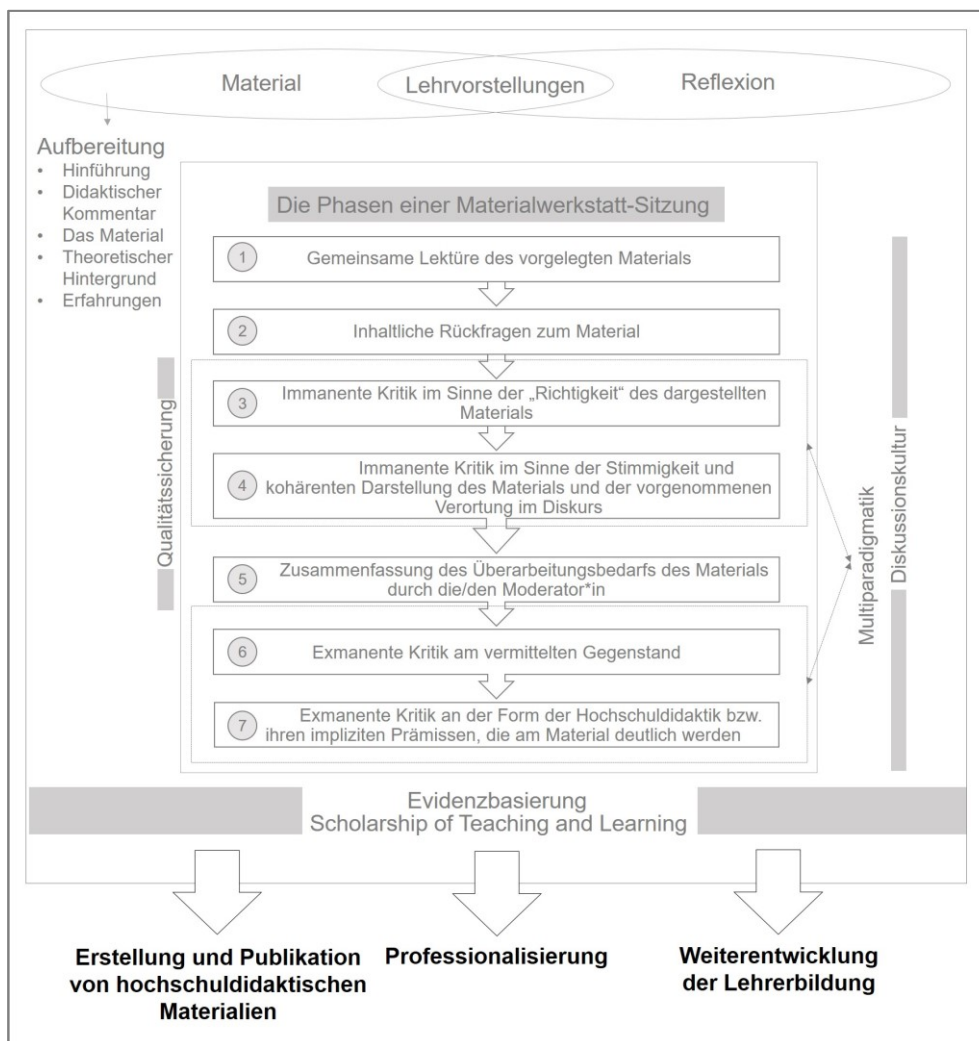 Material
Lehrvorstellungen
Reflexion
Aufbereitung
• Hinführung
• Didaktischer
Kommentar
• Das Material
• Theoretischer
Hintergrund
• Erfahrungen
Die Phasen einer Materialwerkstatt-Sitzung
1 Gemeinsame Lektüre des vorgelegten Materials
2 Inhaltliche Rückfragen zum Material
3 Immanente Kritik im Sinne der „Richtigkeit“ des dargestellten
Materials
4 Immanente Kritik im Sinne der Stimmigkeit und
kohärenten Darstellung des Materials und der vorgenommenen
Verortung im Diskurs
5 Zusammenfassung des Überarbeitungsbedarfs des Materials
durch die/den Moderator*in
6 Exmanente Kritik am vermittelten Gegenstand
7 Exmanente Kritik an der Form der Hochschuldidaktik bzw.
ihren impliziten Prämissen, die am Material deutlich werden
Qualitätssicherung
Multiparadigmatik
Diskussionskultur
Evidenzbasierung
Scholarship of Teaching and Learning
Erstellung und Publikation
von hochschuldidaktischen
Materialien
Professionalisierung
Weiterentwicklung
der Lehrerbildung